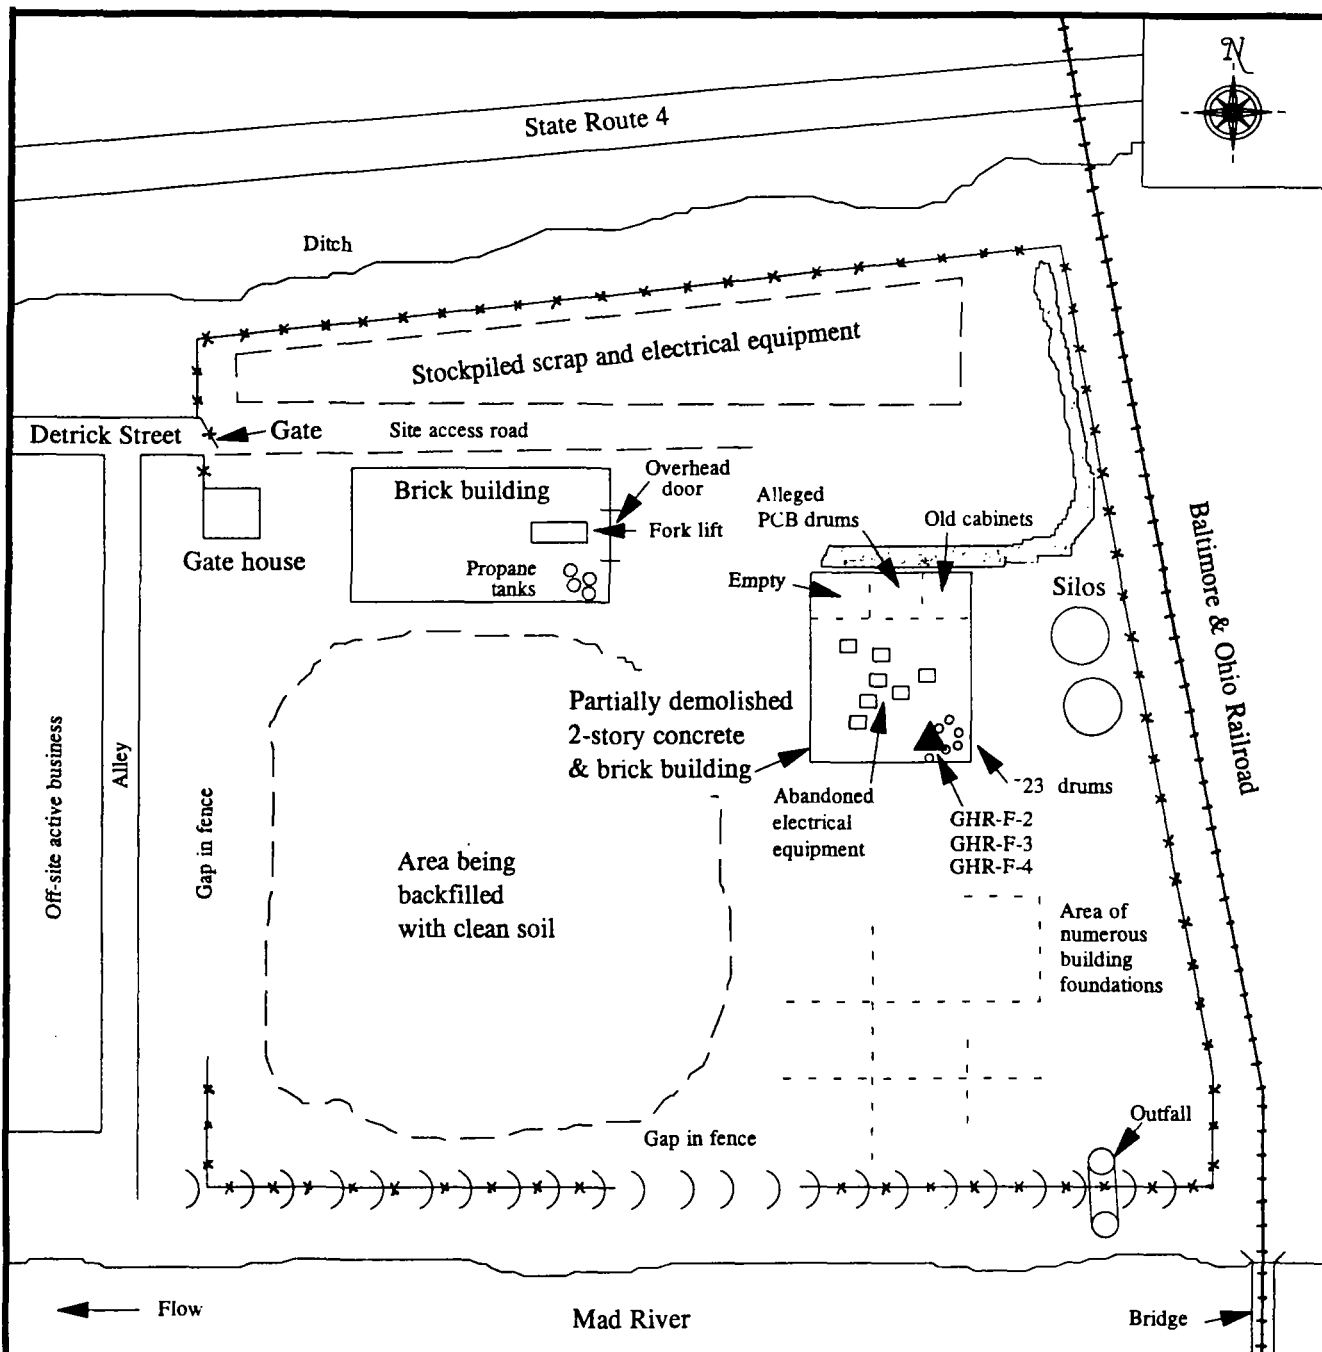 N
State Route 4
Ditch
Stockpiled scrap and electrical equipment
Detrick Street
Gate
Site access road
Brick building
Overhead
door
Fork lift
Propane
tanks
Gate house
Alleged
PCB drums
Old cabinets
Empty
Silos
Baltimore & Ohio Railroad
Partially demolished
2-story concrete
& brick building
Abandoned
electrical
equipment
~23 drums
GHR-F-2
GHR-F-3
GHR-F-4
Off-site active business
Alley
Gap in fence
Area being
backfilled
with clean soil
Area of
numerous
building
foundations
Gap in fence
Outfall
Flow
Mad River
Bridge